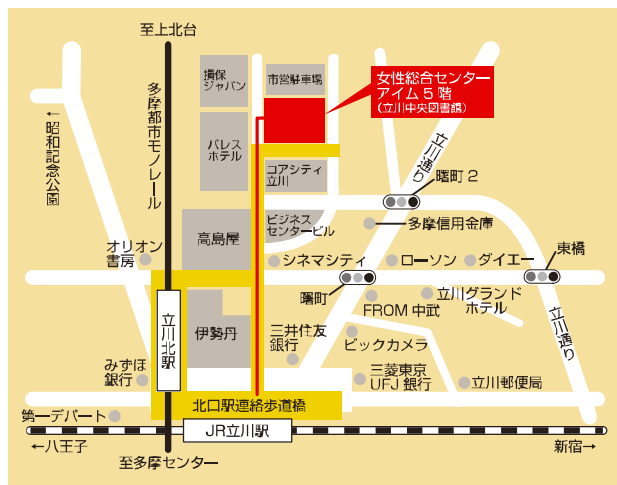 至上北台
損保
ジャパン
市営駐車場
女性総合センター
アイム5階
(立川中央図書館)
多摩都市モノレール
←昭和記念公園
パレス
ホテル
コアシティ
立川
立川通り
曙町2
高島屋
ビジネス
センタービル
多摩信用金庫
オリオン
書房
シネマシティ
ローソン
ダイエー
東橋
曙町
立川グランド
ホテル
FROM中武
立川通り
立川北駅
伊勢丹
三井住友
銀行
ビックカメラ
みずほ
銀行
三菱東京
UFJ銀行
立川郵便局
北口駅連絡歩道橋
第一デパート
JR立川駅
←八王子
新宿→
至多摩センター